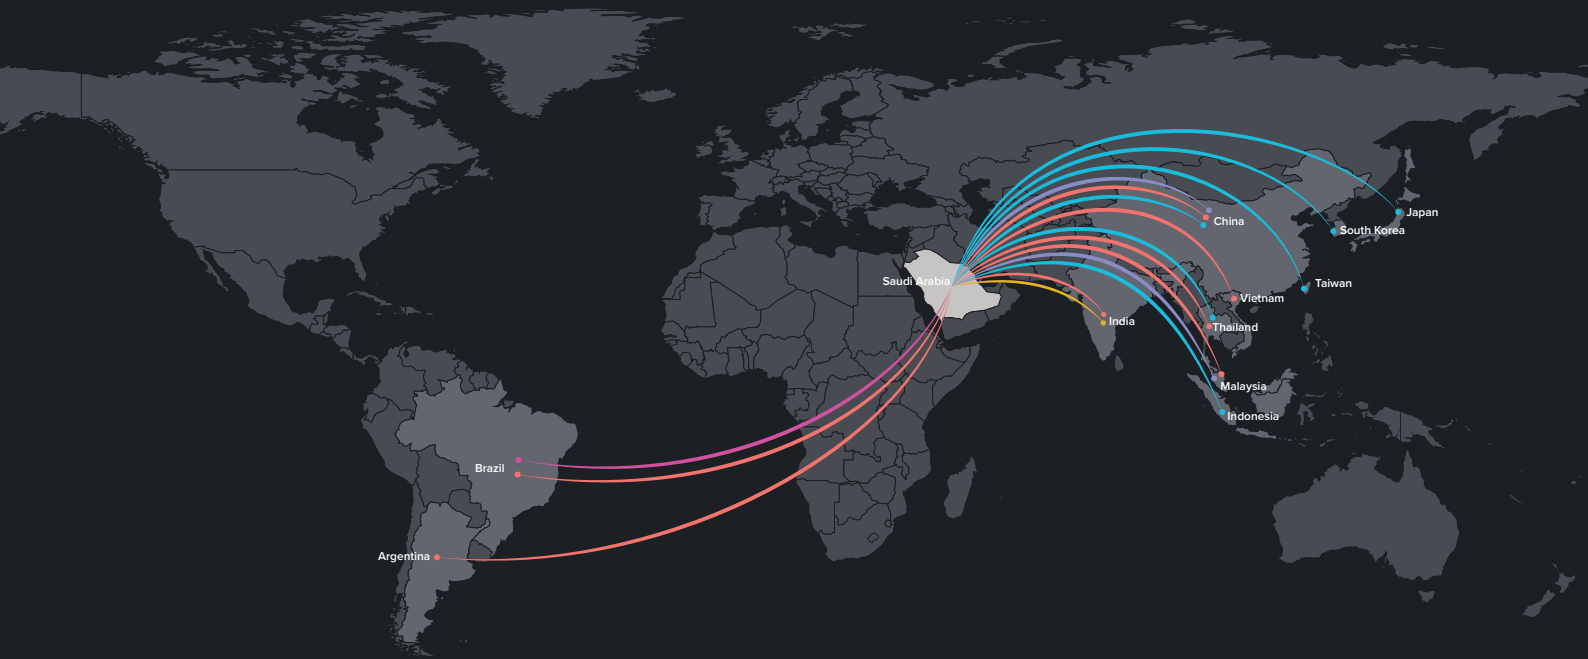 Japan
China
South Korea
Saudi Arabia
Taiwan
Vietnam
India
Thailand
Malaysia
Indonesia
Brazil
Argentina